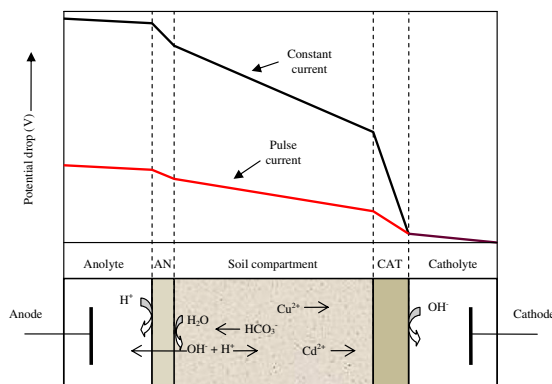 Potential drop (V)
Constant
current
Pulse
current
Anolyte
AN
Soil compartment
CAT
Catholyte
Anode
Cathode
H⁺
H₂O
HCO₃⁻
OH⁻ + H⁺
Cu²⁺
Cd²⁺
OH⁻